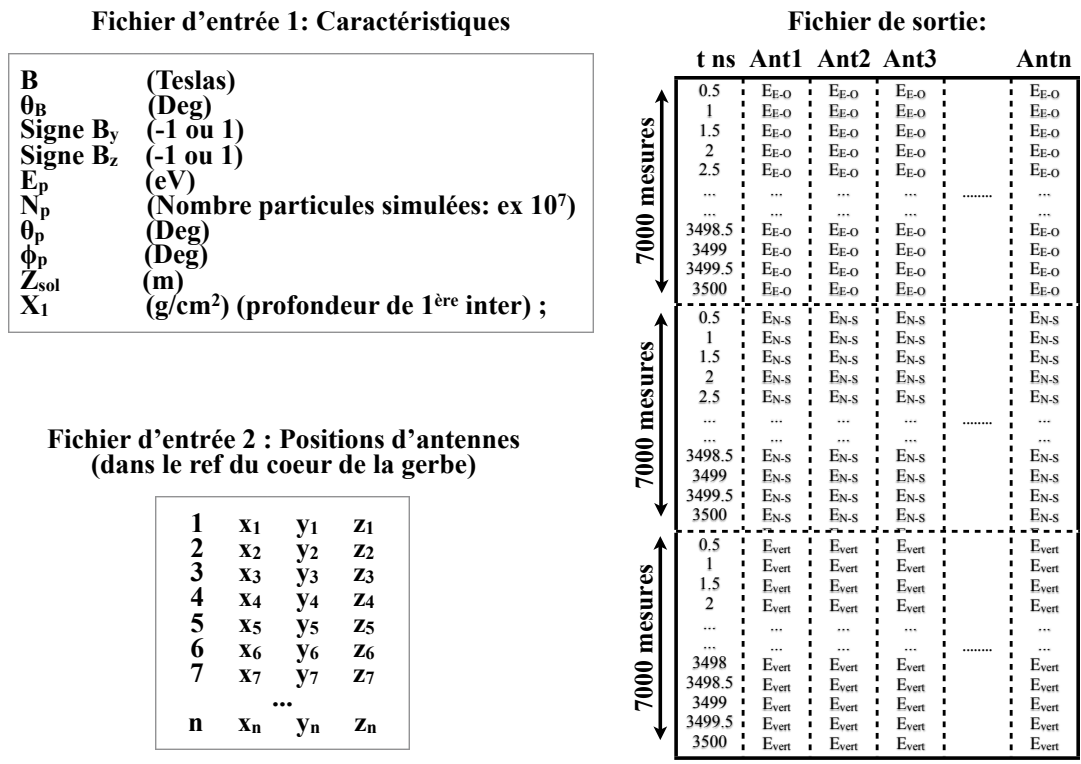 Fichier d'entrée 1: Caractéristiques
B (Teslas)
θB (Deg)
Signe By (-1 ou 1)
Signe Bz (-1 ou 1)
Ep (eV)
Np (Nombre particules simulées: ex 10⁷)
θp (Deg)
ϕp (Deg)
Zsol (m)
X1 (g/cm²) (profondeur de 1ère inter) ;
Fichier d'entrée 2 : Positions d'antennes
(dans le ref du coeur de la gerbe)
1 x1 y1 z1
2 x2 y2 z2
3 x3 y3 z3
4 x4 y4 z4
5 x5 y5 z5
6 x6 y6 z6
7 x7 y7 z7
...
n xn yn zn
Fichier de sortie:
t ns Ant1 Ant2 Ant3 Antn
7000 mesures
0.5 EE-O EE-O EE-O EE-O
1 EE-O EE-O EE-O EE-O
1.5 EE-O EE-O EE-O EE-O
2 EE-O EE-O EE-O EE-O
2.5 EE-O EE-O EE-O EE-O
... ... ... ... ........ ...
... ... ... ... ...
3498.5 EE-O EE-O EE-O EE-O
3499 EE-O EE-O EE-O EE-O
3499.5 EE-O EE-O EE-O EE-O
3500 EE-O EE-O EE-O EE-O
7000 mesures
0.5 EN-S EN-S EN-S EN-S
1 EN-S EN-S EN-S EN-S
1.5 EN-S EN-S EN-S EN-S
2 EN-S EN-S EN-S EN-S
2.5 EN-S EN-S EN-S EN-S
... ... ... ... ........ ...
... ... ... ... ...
3498.5 EN-S EN-S EN-S EN-S
3499 EN-S EN-S EN-S EN-S
3499.5 EN-S EN-S EN-S EN-S
3500 EN-S EN-S EN-S EN-S
7000 mesures
0.5 Evert Evert Evert Evert
1 Evert Evert Evert Evert
1.5 Evert Evert Evert Evert
2 Evert Evert Evert Evert
... ... ... ... ...
... ... ... ... ........ ...
3498 Evert Evert Evert Evert
3498.5 Evert Evert Evert Evert
3499 Evert Evert Evert Evert
3499.5 Evert Evert Evert Evert
3500 Evert Evert Evert Evert